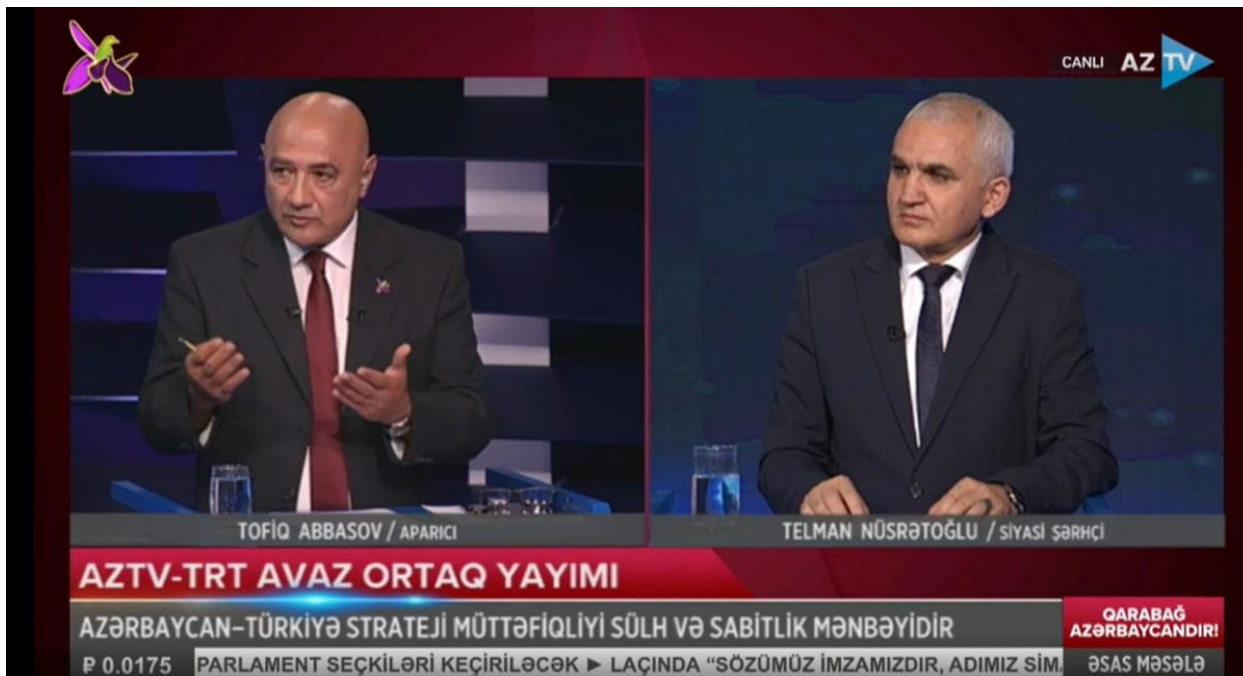 CANLI AZ TV
TOFİQ ABBASOV / APARICI
TELMAN NÜSRƏTOĞLU / SİYASİ ŞƏRHÇİ
AZTV-TRT AVAZ ORTAQ YAYIMI
AZƏRBAYCAN–TÜRKİYƏ STRATEJİ MÜTTƏFİQLİYİ SÜLH VƏ SABİTLİK MƏNBƏYİDİR
QARABAĞ
AZƏRBAYCANDIR!
₽ 0.0175 PARLAMENT SEÇKİLƏRİ KEÇİRİLƏCƏK ► LAÇINDA “SÖZÜMÜZ İMZAMIZDIR, ADIMIZ SİM
ƏSAS MƏSƏLƏ